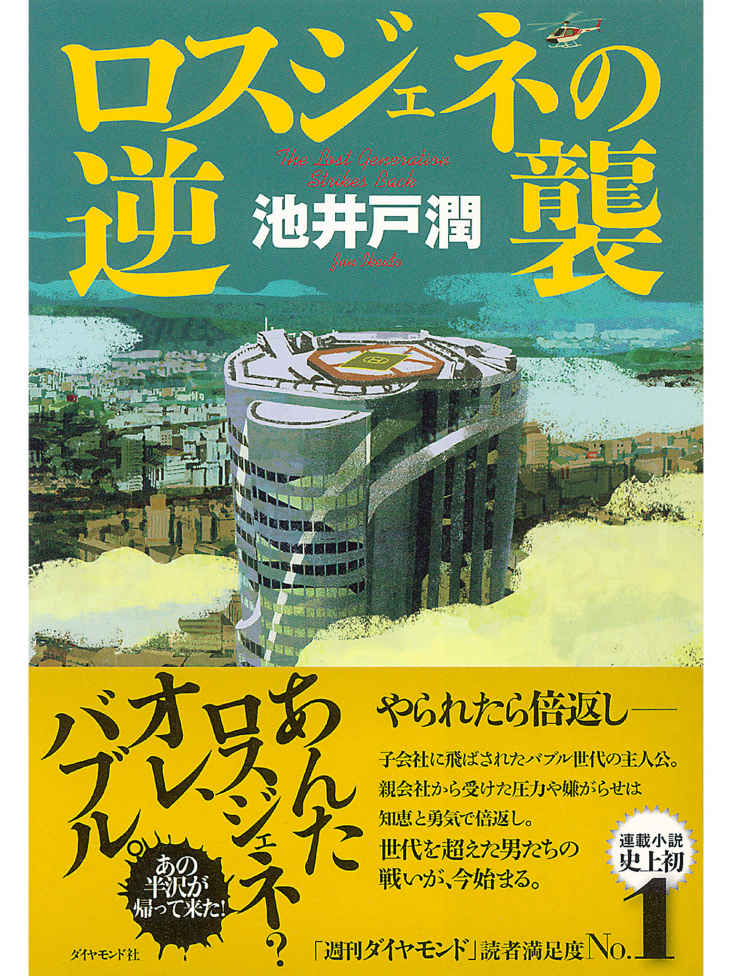 ロスジェネの
逆襲
The Lost Generation
Strikes Back
池井戸潤
Jun Ikeido
あんた
ロスジェネ?
オレ、
バブル。
あの
半沢が
帰って来た!
ダイヤモンド社
やられたら倍返し──
子会社に飛ばされたバブル世代の主人公。
親会社から受けた圧力や嫌がらせは
知恵と勇気で倍返し。
世代を超えた男たちの
戦いが、今始まる。
連載小説
史上初
「週刊ダイヤモンド」読者満足度No.1